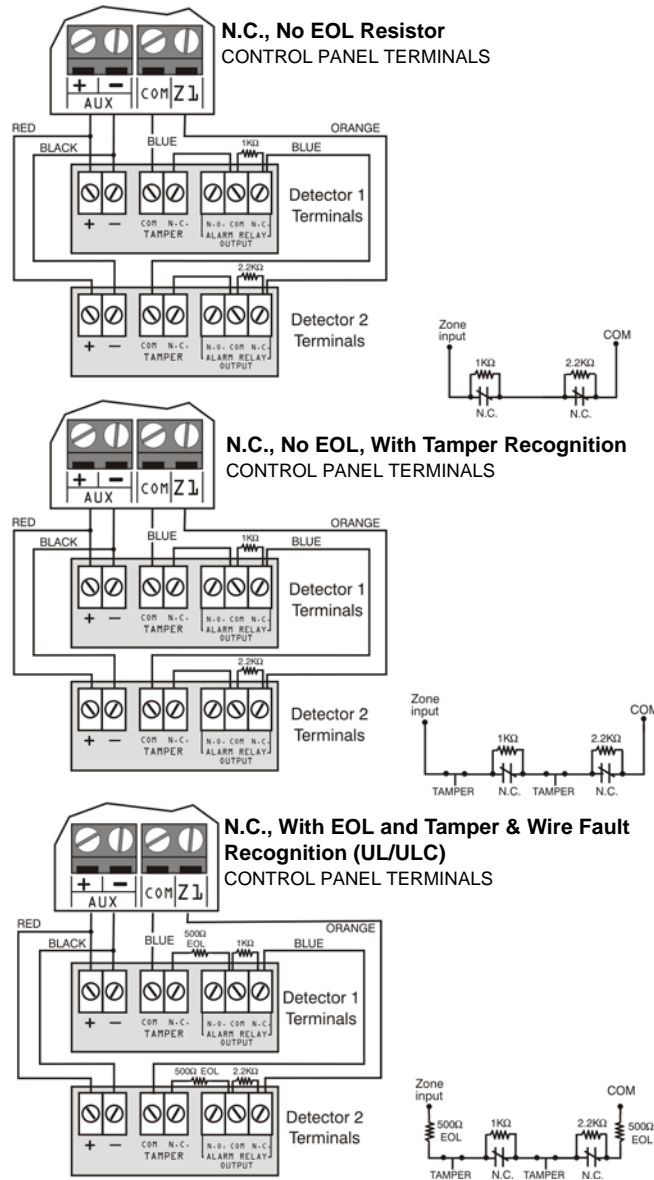 N.C., No EOL Resistor
CONTROL PANEL TERMINALS
+ −
AUX
COM Z1
RED
ORANGE
BLACK
BLUE
1KΩ
BLUE
Detector 1
Terminals
+ −
COM N.C.
TAMPER
N.O. COM N.C.
ALARM RELAY
OUTPUT
2.2KΩ
Detector 2
Terminals
+ −
COM N.C.
TAMPER
N.O. COM N.C.
ALARM RELAY
OUTPUT
Zone
input
COM
1KΩ
2.2KΩ
N.C.
N.C.
N.C., No EOL, With Tamper Recognition
CONTROL PANEL TERMINALS
+ −
AUX
COM Z1
RED
ORANGE
BLACK
BLUE
1KΩ
BLUE
Detector 1
Terminals
+ −
COM N.C.
TAMPER
N.O. COM N.C.
ALARM RELAY
OUTPUT
2.2KΩ
Detector 2
Terminals
+ −
COM N.C.
TAMPER
N.O. COM N.C.
ALARM RELAY
OUTPUT
Zone
input
COM
1KΩ
2.2KΩ
TAMPER N.C. TAMPER N.C.
N.C., With EOL and Tamper & Wire Fault
Recognition (UL/ULC)
CONTROL PANEL TERMINALS
+ −
AUX
COM Z1
RED
ORANGE
BLACK
BLUE
500Ω
EOL
1KΩ
BLUE
Detector 1
Terminals
+ −
COM N.C.
TAMPER
N.O. COM N.C.
ALARM RELAY
OUTPUT
500Ω EOL 2.2KΩ
Detector 2
Terminals
+ −
COM N.C.
TAMPER
N.O. COM N.C.
ALARM RELAY
OUTPUT
Zone
input
COM
500Ω
EOL
1KΩ
2.2KΩ
500Ω
EOL
TAMPER N.C. TAMPER N.C.